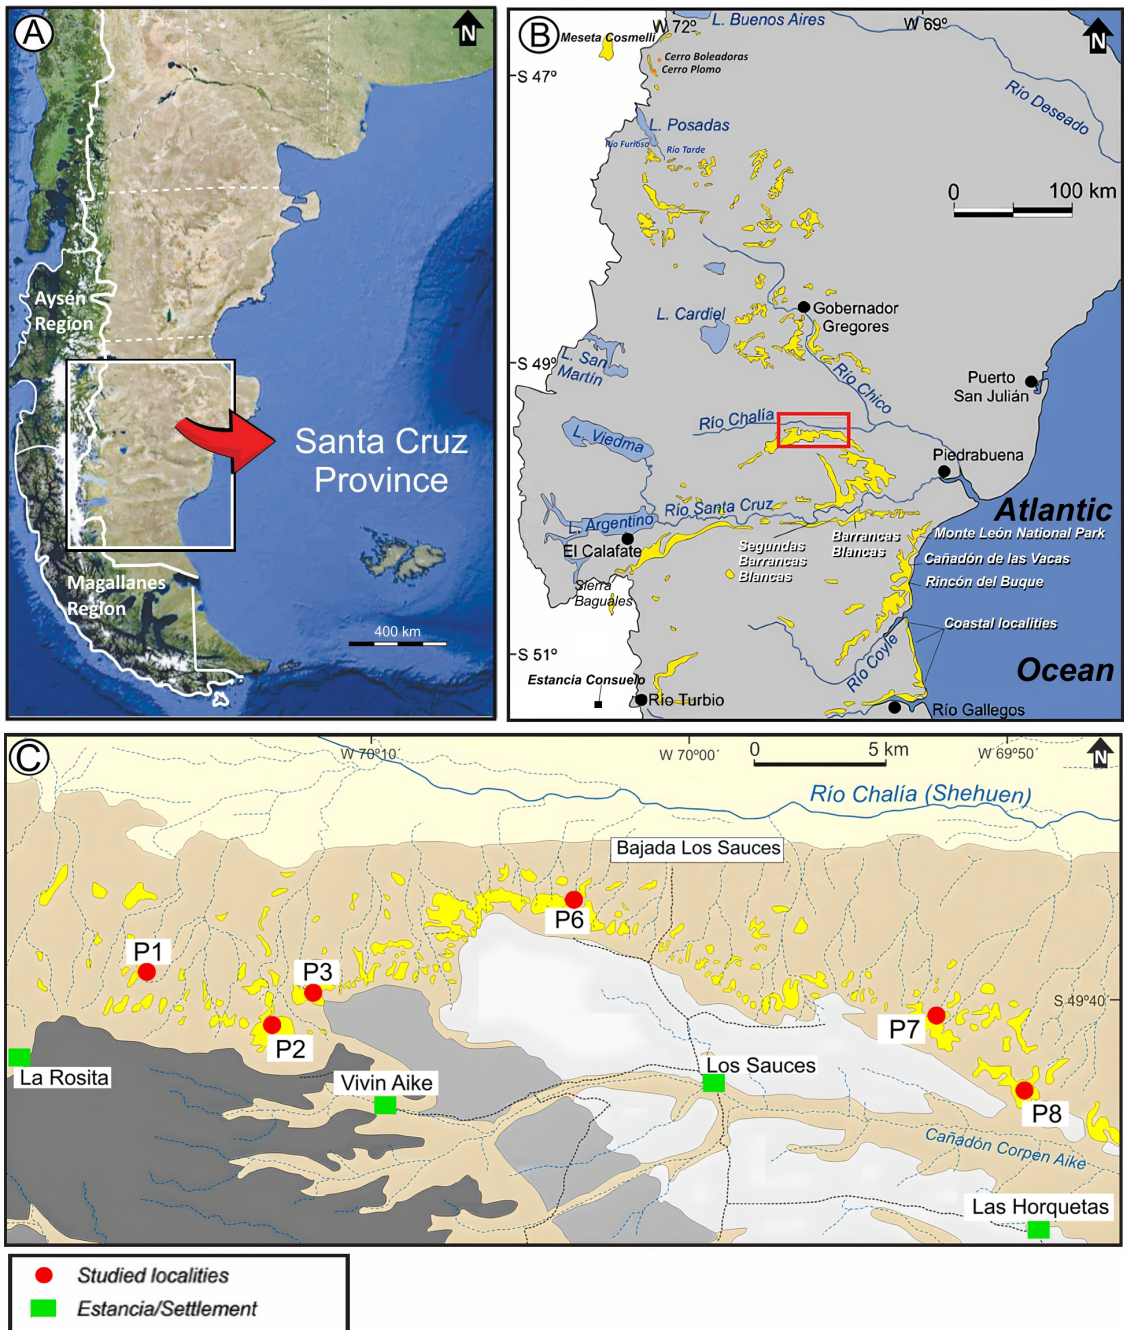 A
N
Aysén
Region
Santa Cruz
Province
Magallanes
Region
400 km
B
N
W 72º
L. Buenos Aires
W 69º
Meseta Cosmelli
Cerro Boleadoras
Cerro Plomo
S 47º
Río Deseado
L. Posadas
Río Furioso
Río Tarde
0
100 km
L. Cardiel
Gobernador
Gregores
S 49º
L. San
Martín
Río Chico
Puerto
San Julián
Río Chalía
L. Viedma
Piedrabuena
Atlantic
Río Santa Cruz
L. Argentino
El Calafate
Barrancas
Blancas
Segundas
Barrancas
Blancas
Monte León National Park
Cañadón de las Vacas
Rincón del Buque
Sierra
Baguales
Coastal localities
Río Coyle
S 51º
Ocean
Estancia Consuelo
Río Turbio
Río Gallegos
C
W 70º10´
W 70º00´
0
5 km
W 69º50´
N
Río Chalía (Shehuen)
Bajada Los Sauces
P6
P1
P3
S 49º40´
P7
P2
La Rosita
Vivin Aike
Los Sauces
P8
Cañadón Corpen Aike
Las Horquetas
Studied localities
Estancia/Settlement